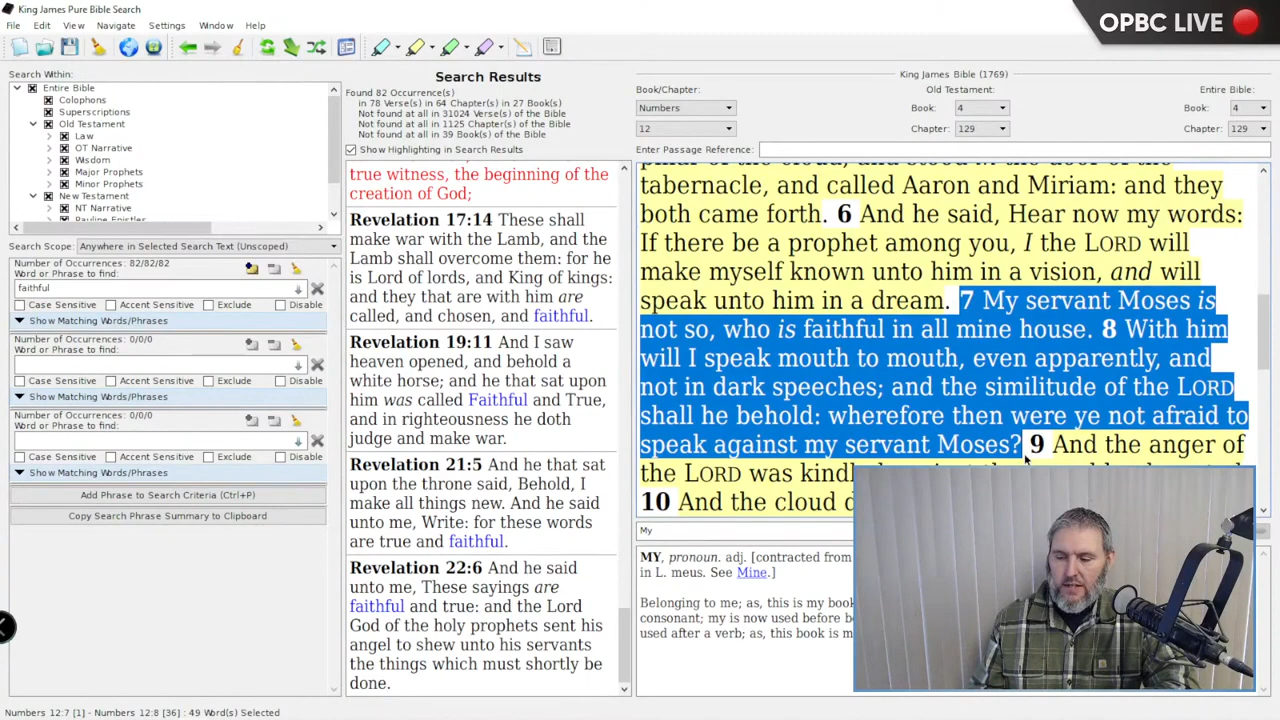 King James Pure Bible Search
File Edit View Navigate Settings Window Help
OPBC LIVE
Search Within:
Entire Bible
Colophons
Superscriptions
Old Testament
Law
OT Narrative
Wisdom
Major Prophets
Minor Prophets
New Testament
NT Narrative
Pauline Epistles
Search Scope: Anywhere in Selected Search Text (Unscoped)
Number of Occurrences: 82/82/82
Word or Phrase to find:
faithful
Case Sensitive Accent Sensitive Exclude Disable
Show Matching Words/Phrases
Number of Occurrences: 0/0/0
Word or Phrase to find:
Case Sensitive Accent Sensitive Exclude Disable
Show Matching Words/Phrases
Number of Occurrences: 0/0/0
Word or Phrase to find:
Case Sensitive Accent Sensitive Exclude Disable
Show Matching Words/Phrases
Add Phrase to Search Criteria (Ctrl+P)
Copy Search Phrase Summary to Clipboard
Search Results
Found 82 Occurrence(s)
in 78 Verse(s) in 64 Chapter(s) in 27 Book(s)
Not found at all in 31024 Verse(s) of the Bible
Not found at all in 1125 Chapter(s) of the Bible
Not found at all in 39 Book(s) of the Bible
Show Highlighting in Search Results
true witness, the beginning of the
creation of God;
Revelation 17:14 These shall
make war with the Lamb, and the
Lamb shall overcome them: for he
is Lord of lords, and King of kings:
and they that are with him are
called, and chosen, and faithful.
Revelation 19:11 And I saw
heaven opened, and behold a
white horse; and he that sat upon
him was called Faithful and True,
and in righteousness he doth
judge and make war.
Revelation 21:5 And he that sat
upon the throne said, Behold, I
make all things new. And he said
unto me, Write: for these words
are true and faithful.
Revelation 22:6 And he said
unto me, These sayings are
faithful and true: and the Lord
God of the holy prophets sent his
angel to shew unto his servants
the things which must shortly be
done.
King James Bible (1769)
Book/Chapter: Old Testament: Entire Bible:
Numbers Book: 4 Book: 4
12 Chapter: 129 Chapter: 129
Enter Passage Reference:
pillar of the cloud, and stood in the door of the
tabernacle, and called Aaron and Miriam: and they
both came forth. 6 And he said, Hear now my words:
If there be a prophet among you, I the LORD will
make myself known unto him in a vision, and will
speak unto him in a dream. 7 My servant Moses is
not so, who is faithful in all mine house. 8 With him
will I speak mouth to mouth, even apparently, and
not in dark speeches; and the similitude of the LORD
shall he behold: wherefore then were ye not afraid to
speak against my servant Moses? 9 And the anger of
the LORD was
10 And the cloud
My
MY, pronoun. adj. [contracted from
in L. meus. See Mine.]
Belonging to me; as, this is my book
consonant; my is now used before
used after a verb; as, this book is
Numbers 12:7 [1] - Numbers 12:8 [36] : 49 Word(s) Selected